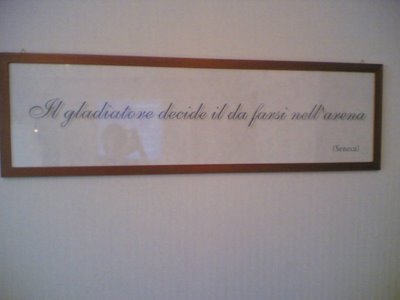 Il gladiatore decide il da farsi nell'arena
(Seneca)